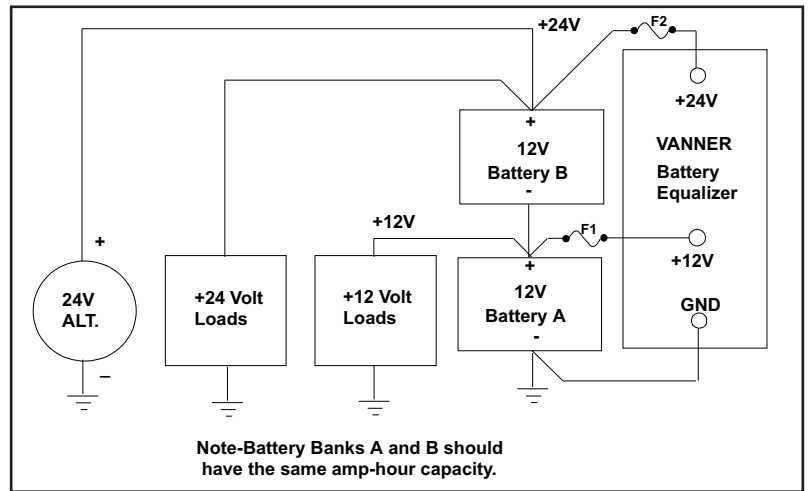 +24V
F2
+24V
+
12V
Battery B
-
VANNER
Battery
Equalizer
+12V
F1
+12V
+
-
24V
ALT.
+
–
+24 Volt
Loads
+12 Volt
Loads
12V
Battery A
GND
Note-Battery Banks A and B should
have the same amp-hour capacity.